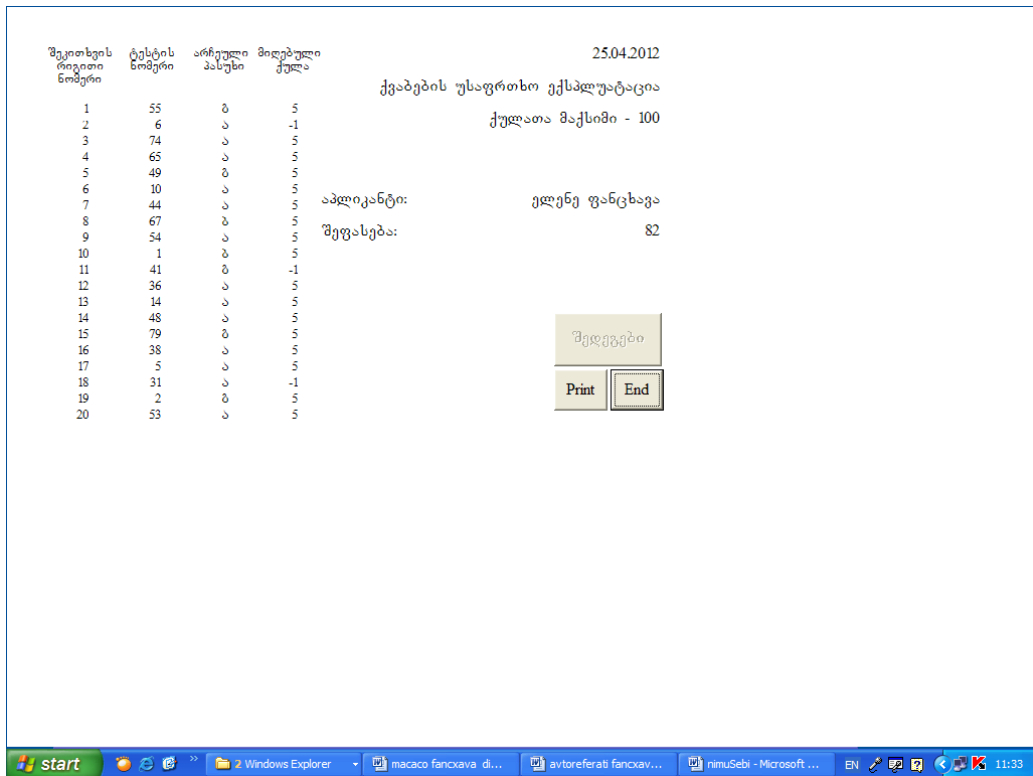 შეკითხვის რიგითი ნომერი ტესტის ნომერი არჩეული პასუხი მიღებული ქულა
1 55 ბ 5
2 6 ა -1
3 74 ა 5
4 65 ა 5
5 49 ბ 5
6 10 ა 5
7 44 ა 5
8 67 ბ 5
9 54 ა 5
10 1 ბ 5
11 41 ბ -1
12 36 ა 5
13 14 ა 5
14 48 ა 5
15 79 ბ 5
16 38 ა 5
17 5 ა 5
18 31 ა -1
19 2 ბ 5
20 53 ა 5
25.04.2012
ქვაბების უსაფრთხო ექსპლუატაცია
ქულათა მაქსიმი - 100
აპლიკანტი: ელენე ფანცხავა
შეფასება: 82
შედეგები
Print End
start 2 Windows Explorer macaco fancxava di... avtoreferati fancxav... nimuSebi - Microsoft ... EN 11:33